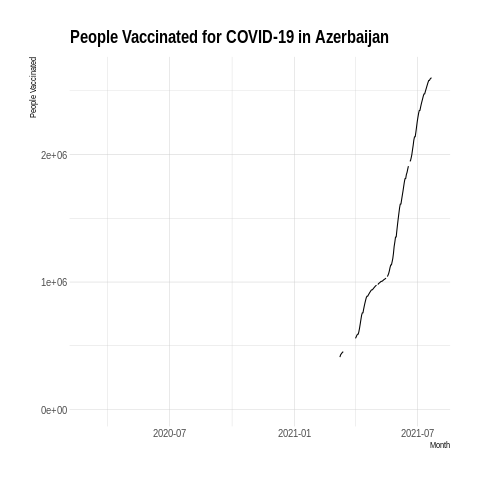 People Vaccinated for COVID-19 in Azerbaijan
People Vaccinated
2e+06
1e+06
0e+00
2020-07
2021-01
2021-07
Month